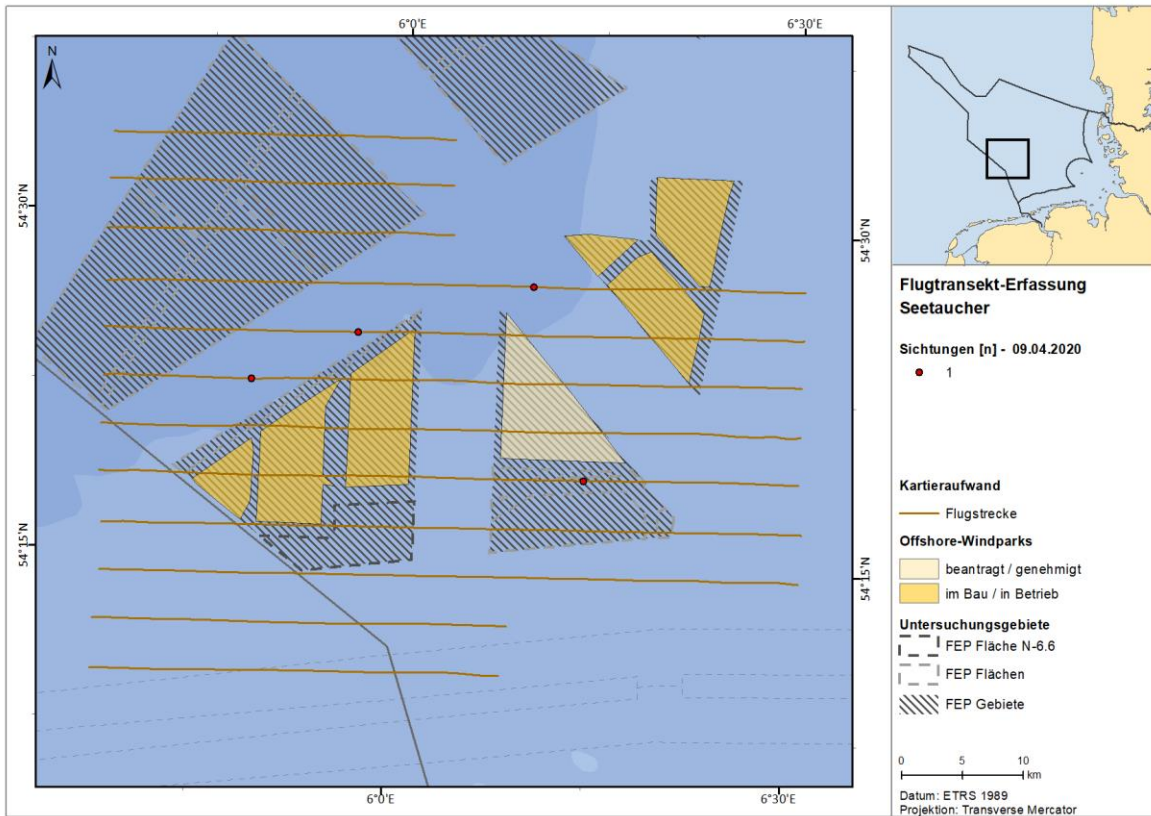 6°0'E
6°30'E
N
54°30'N
54°30'N
54°15'N
54°15'N
6°0'E
6°30'E
Flugtransekt-Erfassung
Seetaucher
Sichtungen [n] - 09.04.2020
1
Kartieraufwand
Flugstrecke
Offshore-Windparks
beantragt / genehmigt
im Bau / in Betrieb
Untersuchungsgebiete
FEP Fläche N-6.6
FEP Flächen
FEP Gebiete
0 5 10
km
Datum: ETRS 1989
Projektion: Transverse Mercator